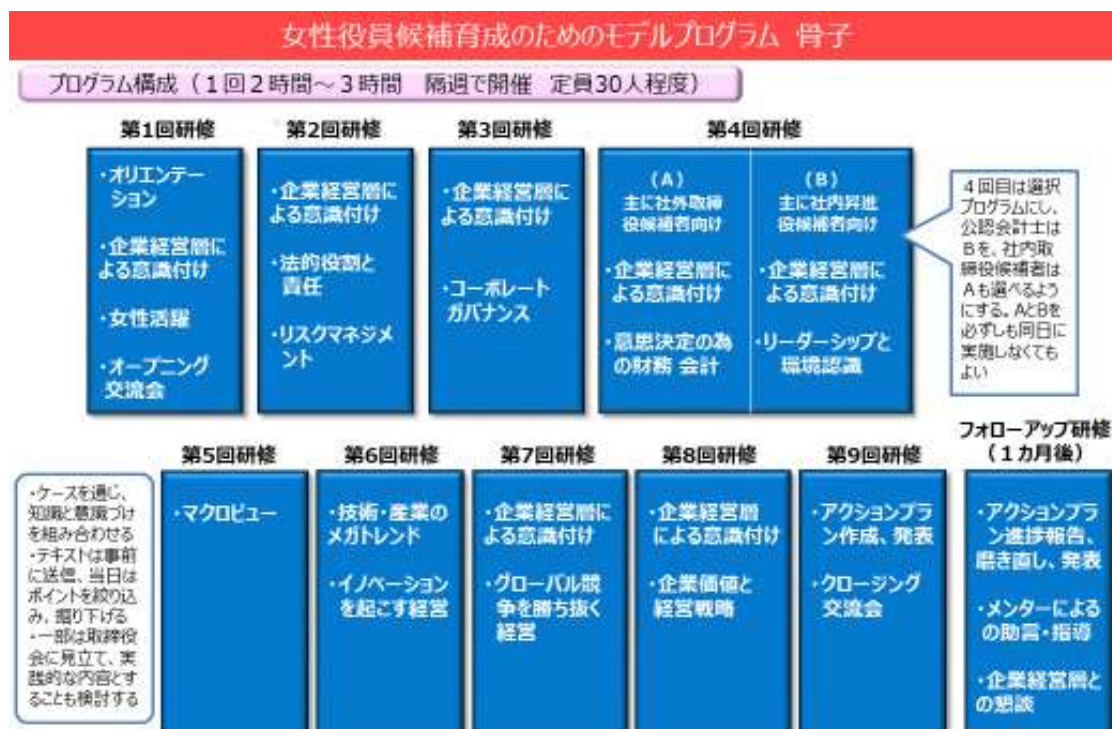 女性役員候補育成のためのモデルプログラム 骨子
プログラム構成（１回２時間～３時間　隔週で開催　定員30人程度）
第1回研修
・オリエンテー
ション
・企業経営層に
よる意識付け
・女性活躍
・オープニング
交流会
第2回研修
・企業経営層に
よる意識付け
・法的役割と
責任
・リスクマネジメ
ント
第3回研修
・企業経営層に
よる意識付け
・コーポレート
ガバナンス
第4回研修
（A）
主に社外取締
役候補者向け
・企業経営層に
よる意識付け
・意思決定の為
の財務 会計
（B）
主に社内昇進
役候補者向け
・企業経営層に
よる意識付け
・リーダーシップと
環境認識
４回目は選択
プログラムにし、
公認会計士は
Bを、社内取
締役候補者は
Aも選べるよう
にする。AとBを
必ずしも同日に
実施しなくても
よい
・ケースを通じ、
知識と意識づけ
を組み合わせる
・テキストは事前
に送信、当日は
ポイントを絞り込
み、掘り下げる
・一部は取締役
会に見立て、実
践的な内容とす
ることも検討する
第5回研修
・マクロビュー
第6回研修
・技術・産業の
メガトレンド
・イノベーション
を起こす経営
第7回研修
・企業経営層に
よる意識付け
・グローバル競
争を勝ち抜く
経営
第8回研修
・企業経営層
による意識付け
・企業価値と
経営戦略
第9回研修
・アクションプラ
ン作成、発表
・クロージング
交流会
フォローアップ研修
（１カ月後）
・アクションプラ
ン進捗報告、
磨き直し、発表
・メンターによる
の助言・指導
・企業経営層と
の懇談